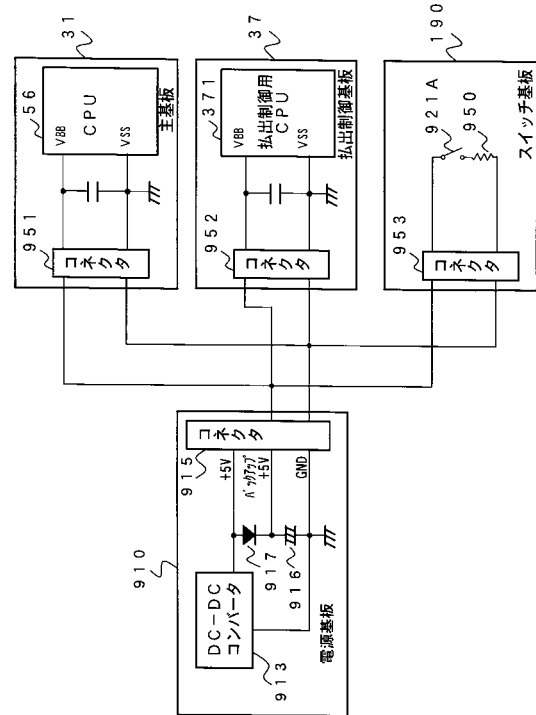 910
913
DC-DC
コンバータ
917
916
電源基板
915
コネクタ
+5V
バックアップ
+5V
GND
951
コネクタ
56
VBB
CPU
VSS
主基板
31
952
コネクタ
371
VBB
払出制御用
CPU
VSS
払出制御基板
37
953
コネクタ
921A
950
スイッチ基板
190